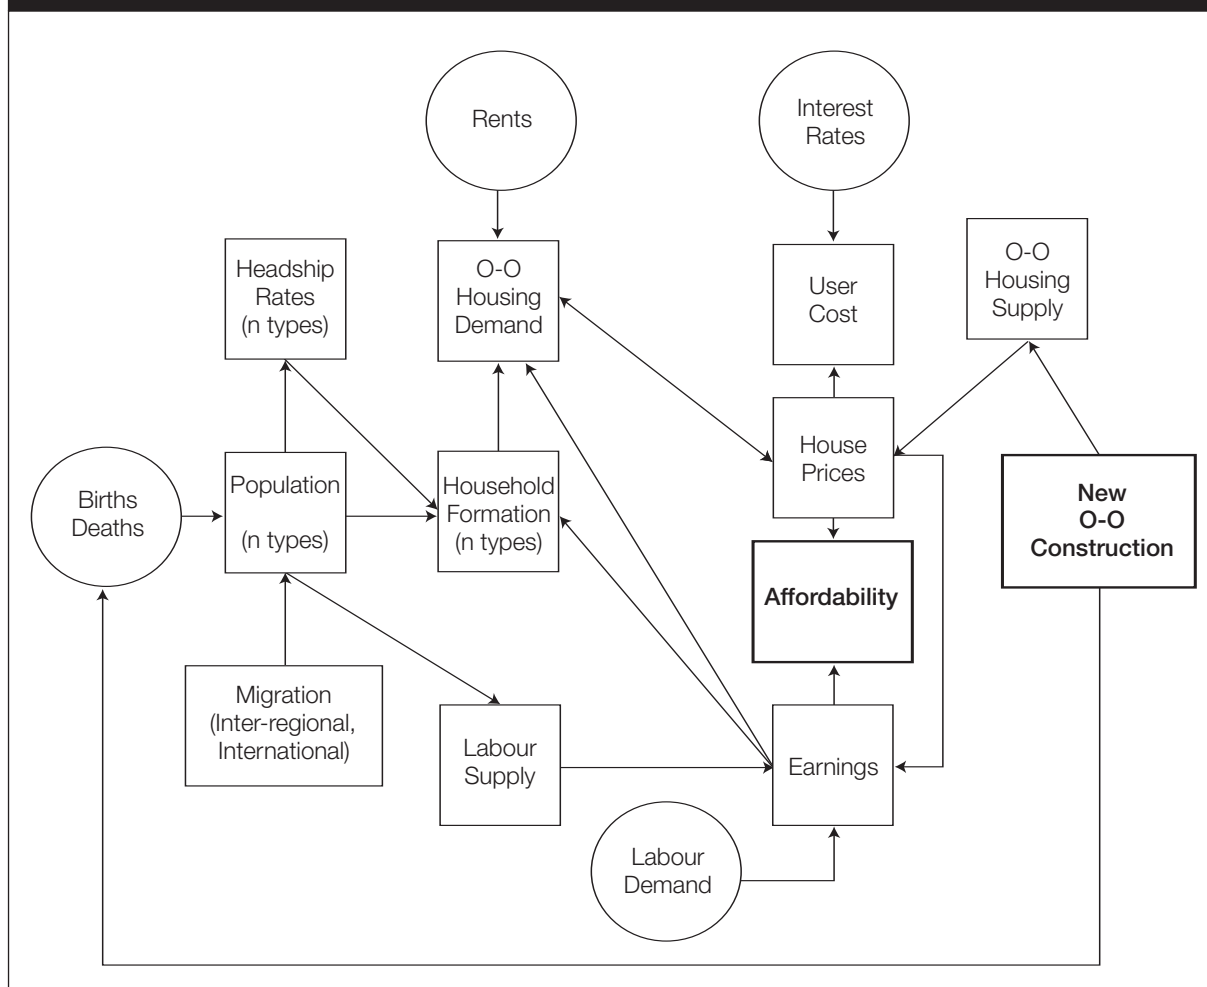 Rents
Interest
Rates
Headship
Rates
(n types)
O-O
Housing
Demand
User
Cost
O-O
Housing
Supply
Births
Deaths
Population
(n types)
Household
Formation
(n types)
House
Prices
New
O-O
Construction
Affordability
Migration
(Inter-regional,
International)
Labour
Supply
Earnings
Labour
Demand